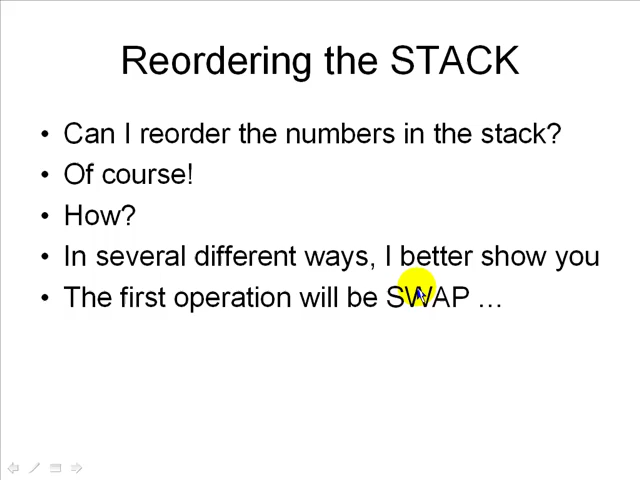 Reordering the STACK
• Can I reorder the numbers in the stack?
• Of course!
• How?
• In several different ways, I better show you
• The first operation will be SWAP …